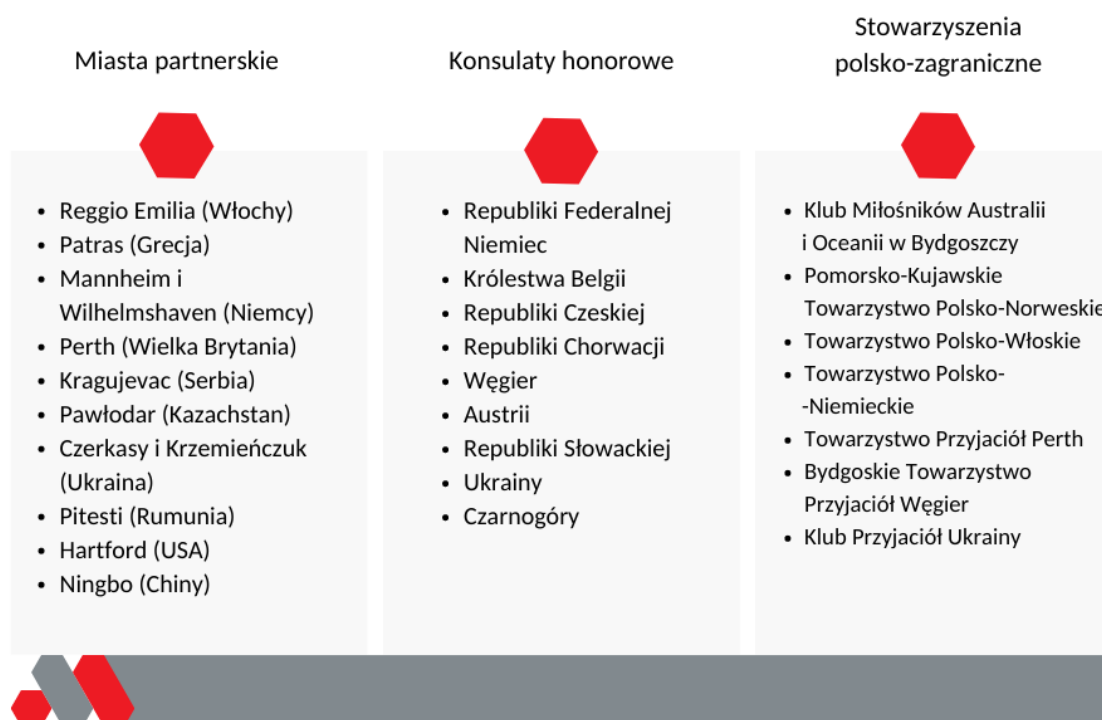 Miasta partnerskie
• Reggio Emilia (Włochy)
• Patras (Grecja)
• Mannheim i
Wilhelmshaven (Niemcy)
• Perth (Wielka Brytania)
• Kragujevac (Serbia)
• Pawłodar (Kazachstan)
• Czerkasy i Krzemieńczuk
(Ukraina)
• Pitesti (Rumunia)
• Hartford (USA)
• Ningbo (Chiny)
Konsulaty honorowe
• Republiki Federalnej
Niemiec
• Królestwa Belgii
• Republiki Czeskiej
• Republiki Chorwacji
• Węgier
• Austrii
• Republiki Słowackiej
• Ukrainy
• Czarnogóry
Stowarzyszenia
polsko-zagraniczne
• Klub Miłośników Australii
i Oceanii w Bydgoszczy
• Pomorsko-Kujawskie
Towarzystwo Polsko-Norweskie
• Towarzystwo Polsko-Włoskie
• Towarzystwo Polsko-
-Niemieckie
• Towarzystwo Przyjaciół Perth
• Bydgoskie Towarzystwo
Przyjaciół Węgier
• Klub Przyjaciół Ukrainy